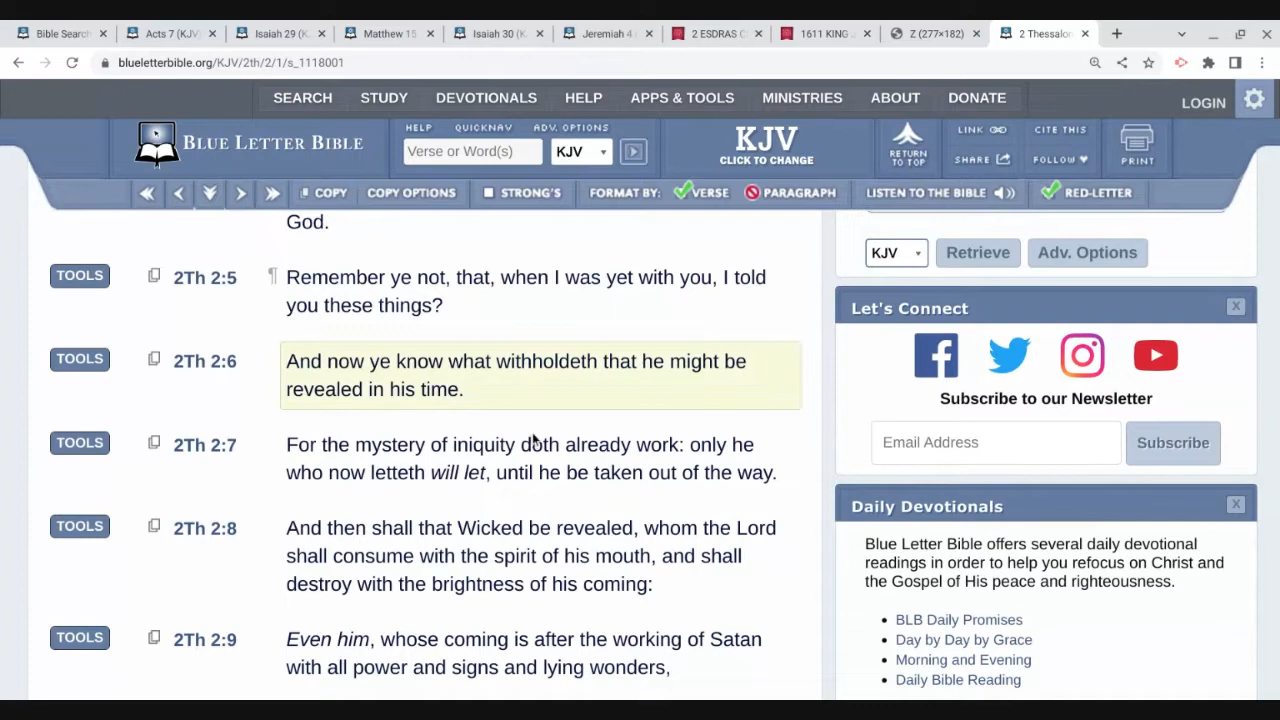 Bible Search
Acts 7 (KJV)
Isaiah 29 (K
Matthew 15
Isaiah 30 (K
Jeremiah 4
2 ESDRAS C
1611 KING
Z (277×182)
2 Thessalon
blueletterbible.org/KJV/2th/2/1/s_1118001
SEARCH STUDY DEVOTIONALS HELP APPS & TOOLS MINISTRIES ABOUT DONATE LOGIN
BLUE LETTER BIBLE
HELP QUICKNAV ADV. OPTIONS
Verse or Word(s) KJV
KJV
CLICK TO CHANGE
RETURN
TO TOP
LINK
SHARE
CITE THIS
FOLLOW
PRINT
COPY COPY OPTIONS STRONG'S FORMAT BY: VERSE PARAGRAPH LISTEN TO THE BIBLE RED-LETTER
God.
TOOLS 2Th 2:5 ¶ Remember ye not, that, when I was yet with you, I told
you these things?
TOOLS 2Th 2:6 And now ye know what withholdeth that he might be
revealed in his time.
TOOLS 2Th 2:7 For the mystery of iniquity doth already work: only he
who now letteth will let, until he be taken out of the way.
TOOLS 2Th 2:8 And then shall that Wicked be revealed, whom the Lord
shall consume with the spirit of his mouth, and shall
destroy with the brightness of his coming:
TOOLS 2Th 2:9 Even him, whose coming is after the working of Satan
with all power and signs and lying wonders,
KJV Retrieve Adv. Options
Let's Connect X
Subscribe to our Newsletter
Email Address Subscribe
Daily Devotionals X
Blue Letter Bible offers several daily devotional
readings in order to help you refocus on Christ and
the Gospel of His peace and righteousness.
• BLB Daily Promises
• Day by Day by Grace
• Morning and Evening
• Daily Bible Reading